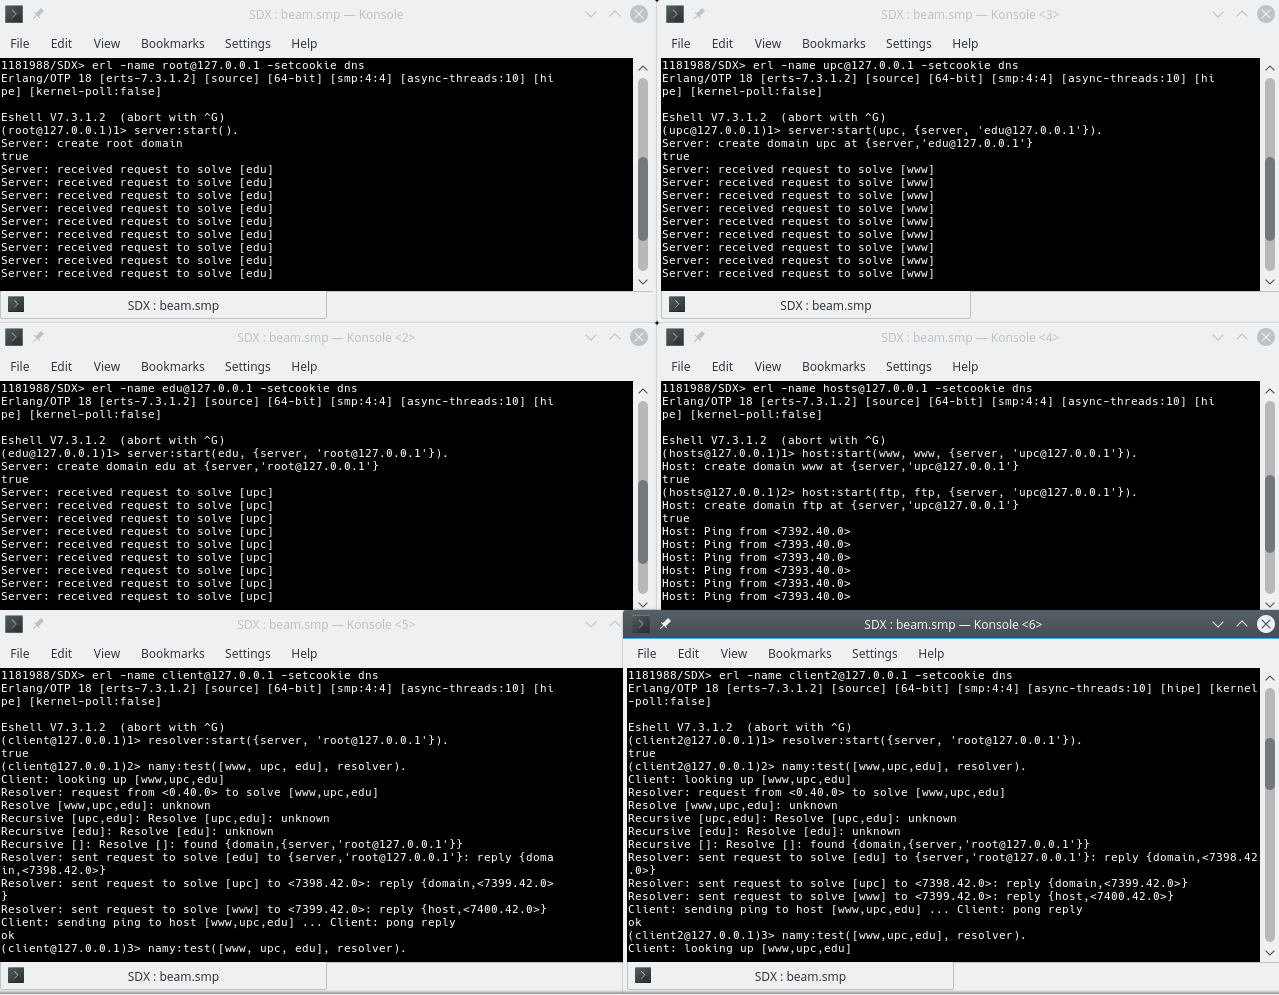 SDX : beam.smp — Konsole
File Edit View Bookmarks Settings Help
1181988/SDX> erl -name root@127.0.0.1 -setcookie dns
Erlang/OTP 18 [erts-7.3.1.2] [source] [64-bit] [smp:4:4] [async-threads:10] [hi
pe] [kernel-poll:false]
Eshell V7.3.1.2  (abort with ^G)
(root@127.0.0.1)1> server:start().
Server: create root domain
true
Server: received request to solve [edu]
Server: received request to solve [edu]
Server: received request to solve [edu]
Server: received request to solve [edu]
Server: received request to solve [edu]
Server: received request to solve [edu]
Server: received request to solve [edu]
Server: received request to solve [edu]
Server: received request to solve [edu]
SDX : beam.smp
SDX : beam.smp — Konsole <3>
File Edit View Bookmarks Settings Help
1181988/SDX> erl -name upc@127.0.0.1 -setcookie dns
Erlang/OTP 18 [erts-7.3.1.2] [source] [64-bit] [smp:4:4] [async-threads:10] [hi
pe] [kernel-poll:false]
Eshell V7.3.1.2  (abort with ^G)
(upc@127.0.0.1)1> server:start(upc, {server, 'edu@127.0.0.1'}).
Server: create domain upc at {server,'edu@127.0.0.1'}
true
Server: received request to solve [www]
Server: received request to solve [www]
Server: received request to solve [www]
Server: received request to solve [www]
Server: received request to solve [www]
Server: received request to solve [www]
Server: received request to solve [www]
Server: received request to solve [www]
Server: received request to solve [www]
SDX : beam.smp
SDX : beam.smp — Konsole <2>
File Edit View Bookmarks Settings Help
1181988/SDX> erl -name edu@127.0.0.1 -setcookie dns
Erlang/OTP 18 [erts-7.3.1.2] [source] [64-bit] [smp:4:4] [async-threads:10] [hi
pe] [kernel-poll:false]
Eshell V7.3.1.2  (abort with ^G)
(edu@127.0.0.1)1> server:start(edu, {server, 'root@127.0.0.1'}).
Server: create domain edu at {server,'root@127.0.0.1'}
true
Server: received request to solve [upc]
Server: received request to solve [upc]
Server: received request to solve [upc]
Server: received request to solve [upc]
Server: received request to solve [upc]
Server: received request to solve [upc]
Server: received request to solve [upc]
Server: received request to solve [upc]
Server: received request to solve [upc]
SDX : beam.smp — Konsole <4>
File Edit View Bookmarks Settings Help
1181988/SDX> erl -name hosts@127.0.0.1 -setcookie dns
Erlang/OTP 18 [erts-7.3.1.2] [source] [64-bit] [smp:4:4] [async-threads:10] [hi
pe] [kernel-poll:false]
Eshell V7.3.1.2  (abort with ^G)
(hosts@127.0.0.1)1> host:start(www, www, {server, 'upc@127.0.0.1'}).
Host: create domain www at {server,'upc@127.0.0.1'}
true
(hosts@127.0.0.1)2> host:start(ftp, ftp, {server, 'upc@127.0.0.1'}).
Host: create domain ftp at {server,'upc@127.0.0.1'}
true
Host: Ping from <7392.40.0>
Host: Ping from <7393.40.0>
Host: Ping from <7393.40.0>
Host: Ping from <7393.40.0>
Host: Ping from <7393.40.0>
Host: Ping from <7393.40.0>
SDX : beam.smp — Konsole <5>
File Edit View Bookmarks Settings Help
1181988/SDX> erl -name client@127.0.0.1 -setcookie dns
Erlang/OTP 18 [erts-7.3.1.2] [source] [64-bit] [smp:4:4] [async-threads:10] [hi
pe] [kernel-poll:false]
Eshell V7.3.1.2  (abort with ^G)
(client@127.0.0.1)1> resolver:start({server, 'root@127.0.0.1'}).
true
(client@127.0.0.1)2> namy:test([www, upc, edu], resolver).
Client: looking up [www,upc,edu]
Resolver: request from <0.40.0> to solve [www,upc,edu]
Resolve [www,upc,edu]: unknown
Recursive [upc,edu]: Resolve [upc,edu]: unknown
Recursive [edu]: Resolve [edu]: unknown
Recursive []: Resolve []: found {domain,{server,'root@127.0.0.1'}}
Resolver: sent request to solve [edu] to {server,'root@127.0.0.1'}: reply {doma
in,<7398.42.0>}
Resolver: sent request to solve [upc] to <7398.42.0>: reply {domain,<7399.42.0>
}
Resolver: sent request to solve [www] to <7399.42.0>: reply {host,<7400.42.0>}
Client: sending ping to host [www,upc,edu] ... Client: pong reply
ok
(client@127.0.0.1)3> namy:test([www, upc, edu], resolver).
SDX : beam.smp
SDX : beam.smp — Konsole <6>
File Edit View Bookmarks Settings Help
1181988/SDX> erl -name client2@127.0.0.1 -setcookie dns
Erlang/OTP 18 [erts-7.3.1.2] [source] [64-bit] [smp:4:4] [async-threads:10] [hipe] [kernel
-poll:false]
Eshell V7.3.1.2  (abort with ^G)
(client2@127.0.0.1)1> resolver:start({server, 'root@127.0.0.1'}).
true
(client2@127.0.0.1)2> namy:test([www,upc,edu], resolver).
Client: looking up [www,upc,edu]
Resolver: request from <0.40.0> to solve [www,upc,edu]
Resolve [www,upc,edu]: unknown
Recursive [upc,edu]: Resolve [upc,edu]: unknown
Recursive [edu]: Resolve [edu]: unknown
Recursive []: Resolve []: found {domain,{server,'root@127.0.0.1'}}
Resolver: sent request to solve [edu] to {server,'root@127.0.0.1'}: reply {domain,<7398.42
.0>}
Resolver: sent request to solve [upc] to <7398.42.0>: reply {domain,<7399.42.0>}
Resolver: sent request to solve [www] to <7399.42.0>: reply {host,<7400.42.0>}
Client: sending ping to host [www,upc,edu] ... Client: pong reply
ok
(client2@127.0.0.1)3> namy:test([www,upc,edu], resolver).
Client: looking up [www,upc,edu]
SDX : beam.smp